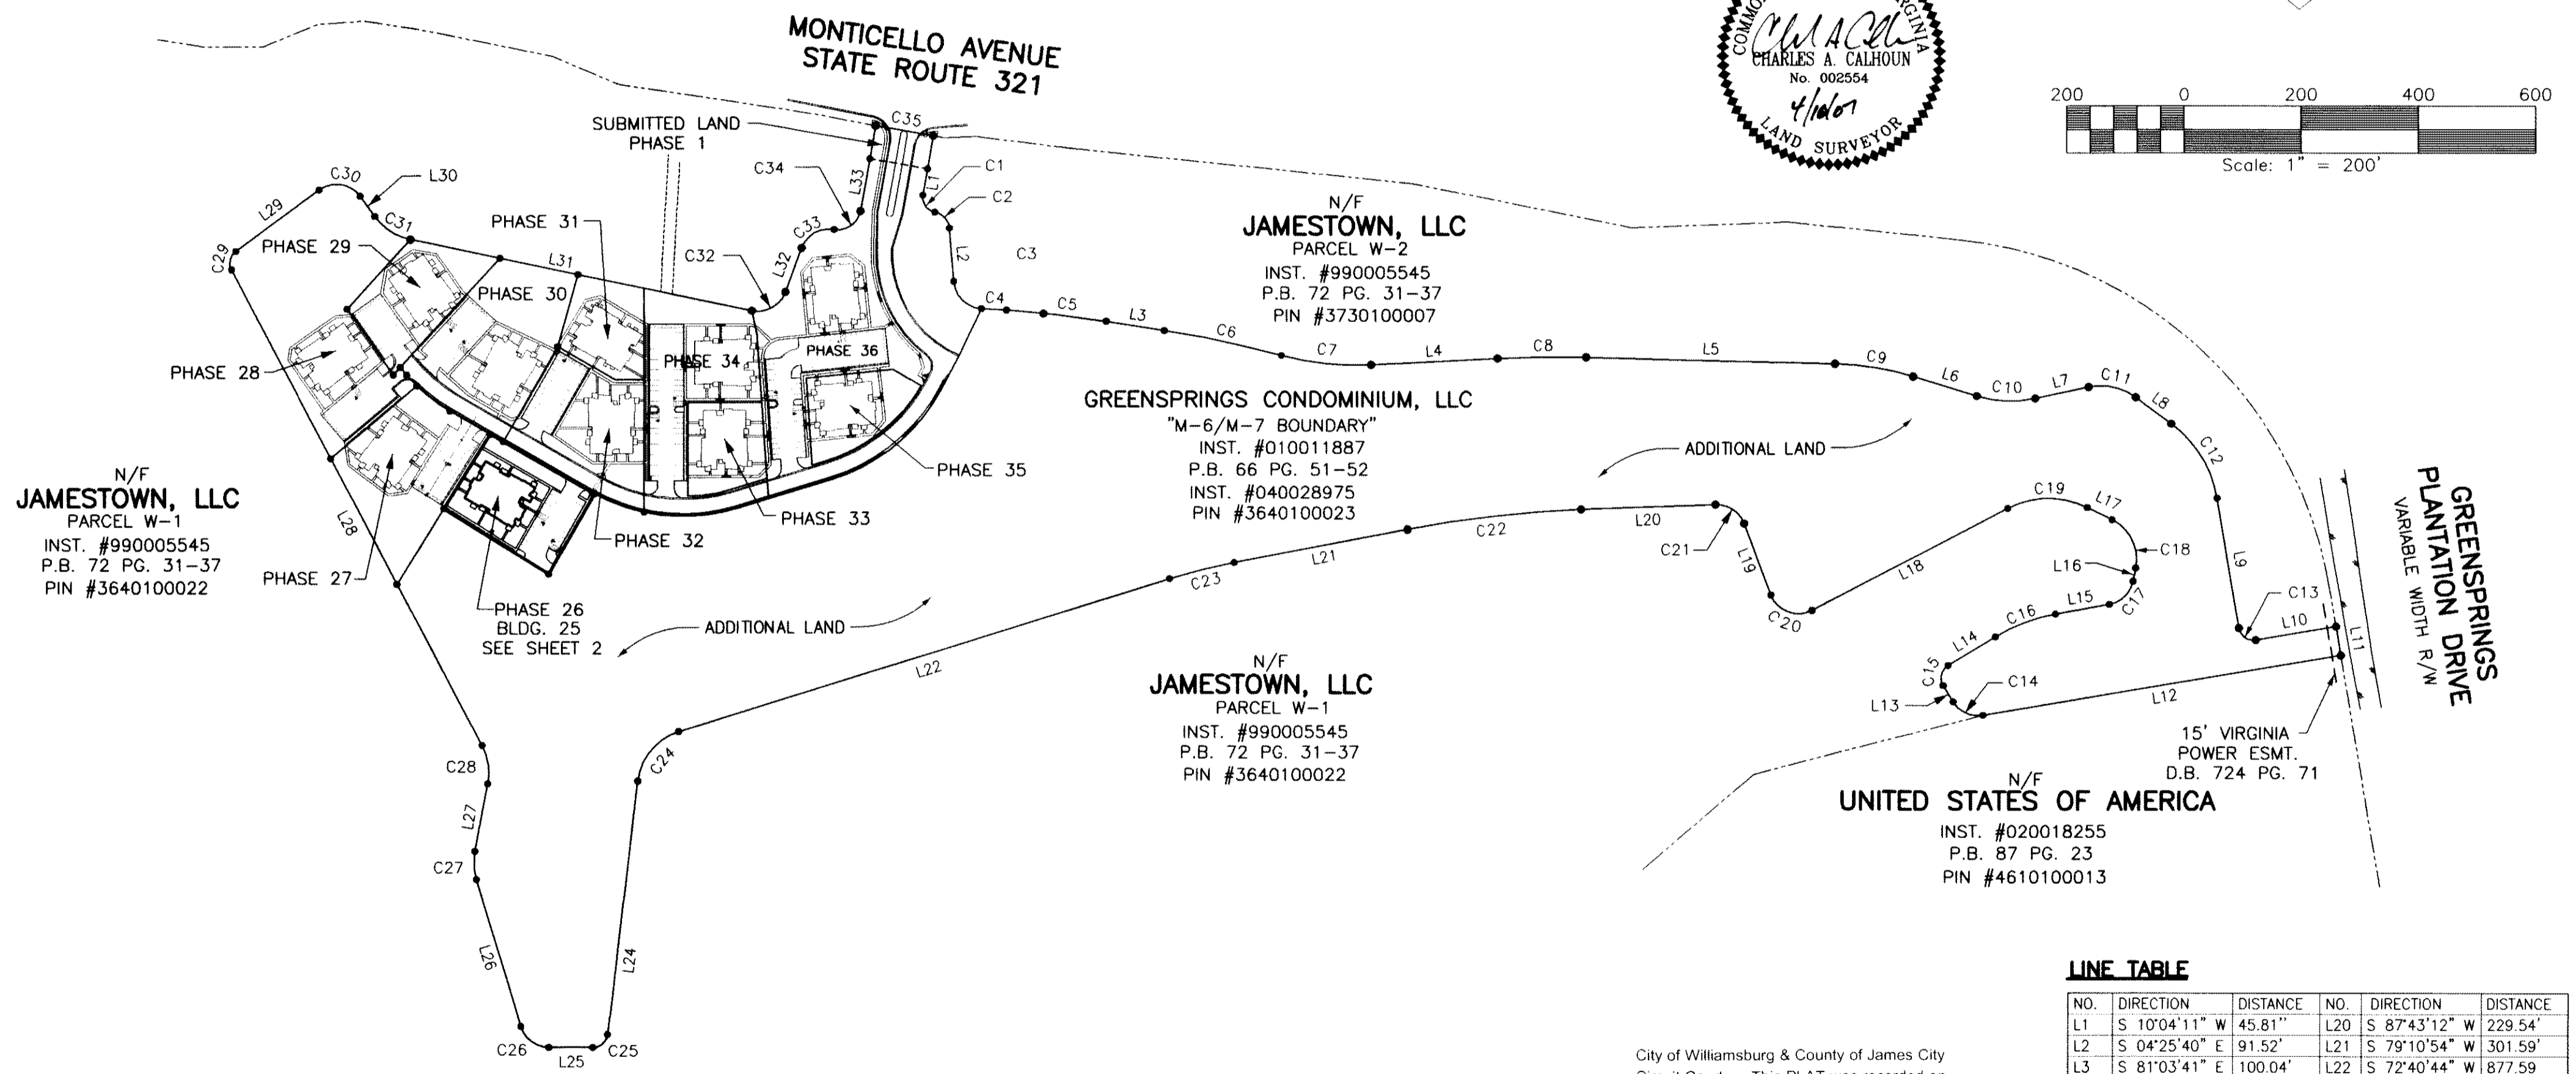 MONTICELLO AVENUE
STATE ROUTE 321
CHARLES A. CALHOUN
No. 002554
4/10/07
LAND SURVEYOR
200 0 200 400 600
Scale: 1" = 200'
SUBMITTED LAND
PHASE 1
C35
C34
L33
L1
C1
C2
C33
C32
L32
L2
C3
C30
L30
L29
C31
C29
L31
PHASE 31
PHASE 29
PHASE 30
PHASE 28
PHASE 34
PHASE 36
PHASE 35
PHASE 33
PHASE 32
PHASE 27
PHASE 26
BLDG. 25
SEE SHEET 2
N/F
JAMESTOWN, LLC
PARCEL W-2
INST. #990005545
P.B. 72 PG. 31-37
PIN #3730100007
C4
C5
L3
C6
C7
L4
C8
L5
C9
L6
C10
L7
C11
L8
C12
L9
C13
L10
L11
GREENSPRINGS CONDOMINIUM, LLC
"M-6/M-7 BOUNDARY"
INST. #010011887
P.B. 66 PG. 51-52
INST. #040028975
PIN #3640100023
ADDITIONAL LAND
GREENSPRINGS
PLANTATION DRIVE
VARIABLE WIDTH R/W
N/F
JAMESTOWN, LLC
PARCEL W-1
INST. #990005545
P.B. 72 PG. 31-37
PIN #3640100022
L28
ADDITIONAL LAND
C23
L21
C22
L20
C21
L19
C20
L18
C19
L17
C18
L16
C17
L15
C16
L14
C15
L13
C14
L12
15' VIRGINIA
POWER ESMT.
D.B. 724 PG. 71
L22
N/F
JAMESTOWN, LLC
PARCEL W-1
INST. #990005545
P.B. 72 PG. 31-37
PIN #3640100022
N/F
UNITED STATES OF AMERICA
INST. #020018255
P.B. 87 PG. 23
PIN #4610100013
C24
C28
L27
C27
L26
L24
C26
L25
C25
City of Williamsburg & County of James City
LINE TABLE
NO. DIRECTION DISTANCE NO. DIRECTION DISTANCE
L1 S 10°04'11" W 45.81'' L20 S 87°43'12" W 229.54'
L2 S 04°25'40" E 91.52' L21 S 79°10'54" W 301.59'
L3 S 81°03'41" E 100.04' L22 S 72°40'44" W 877.59